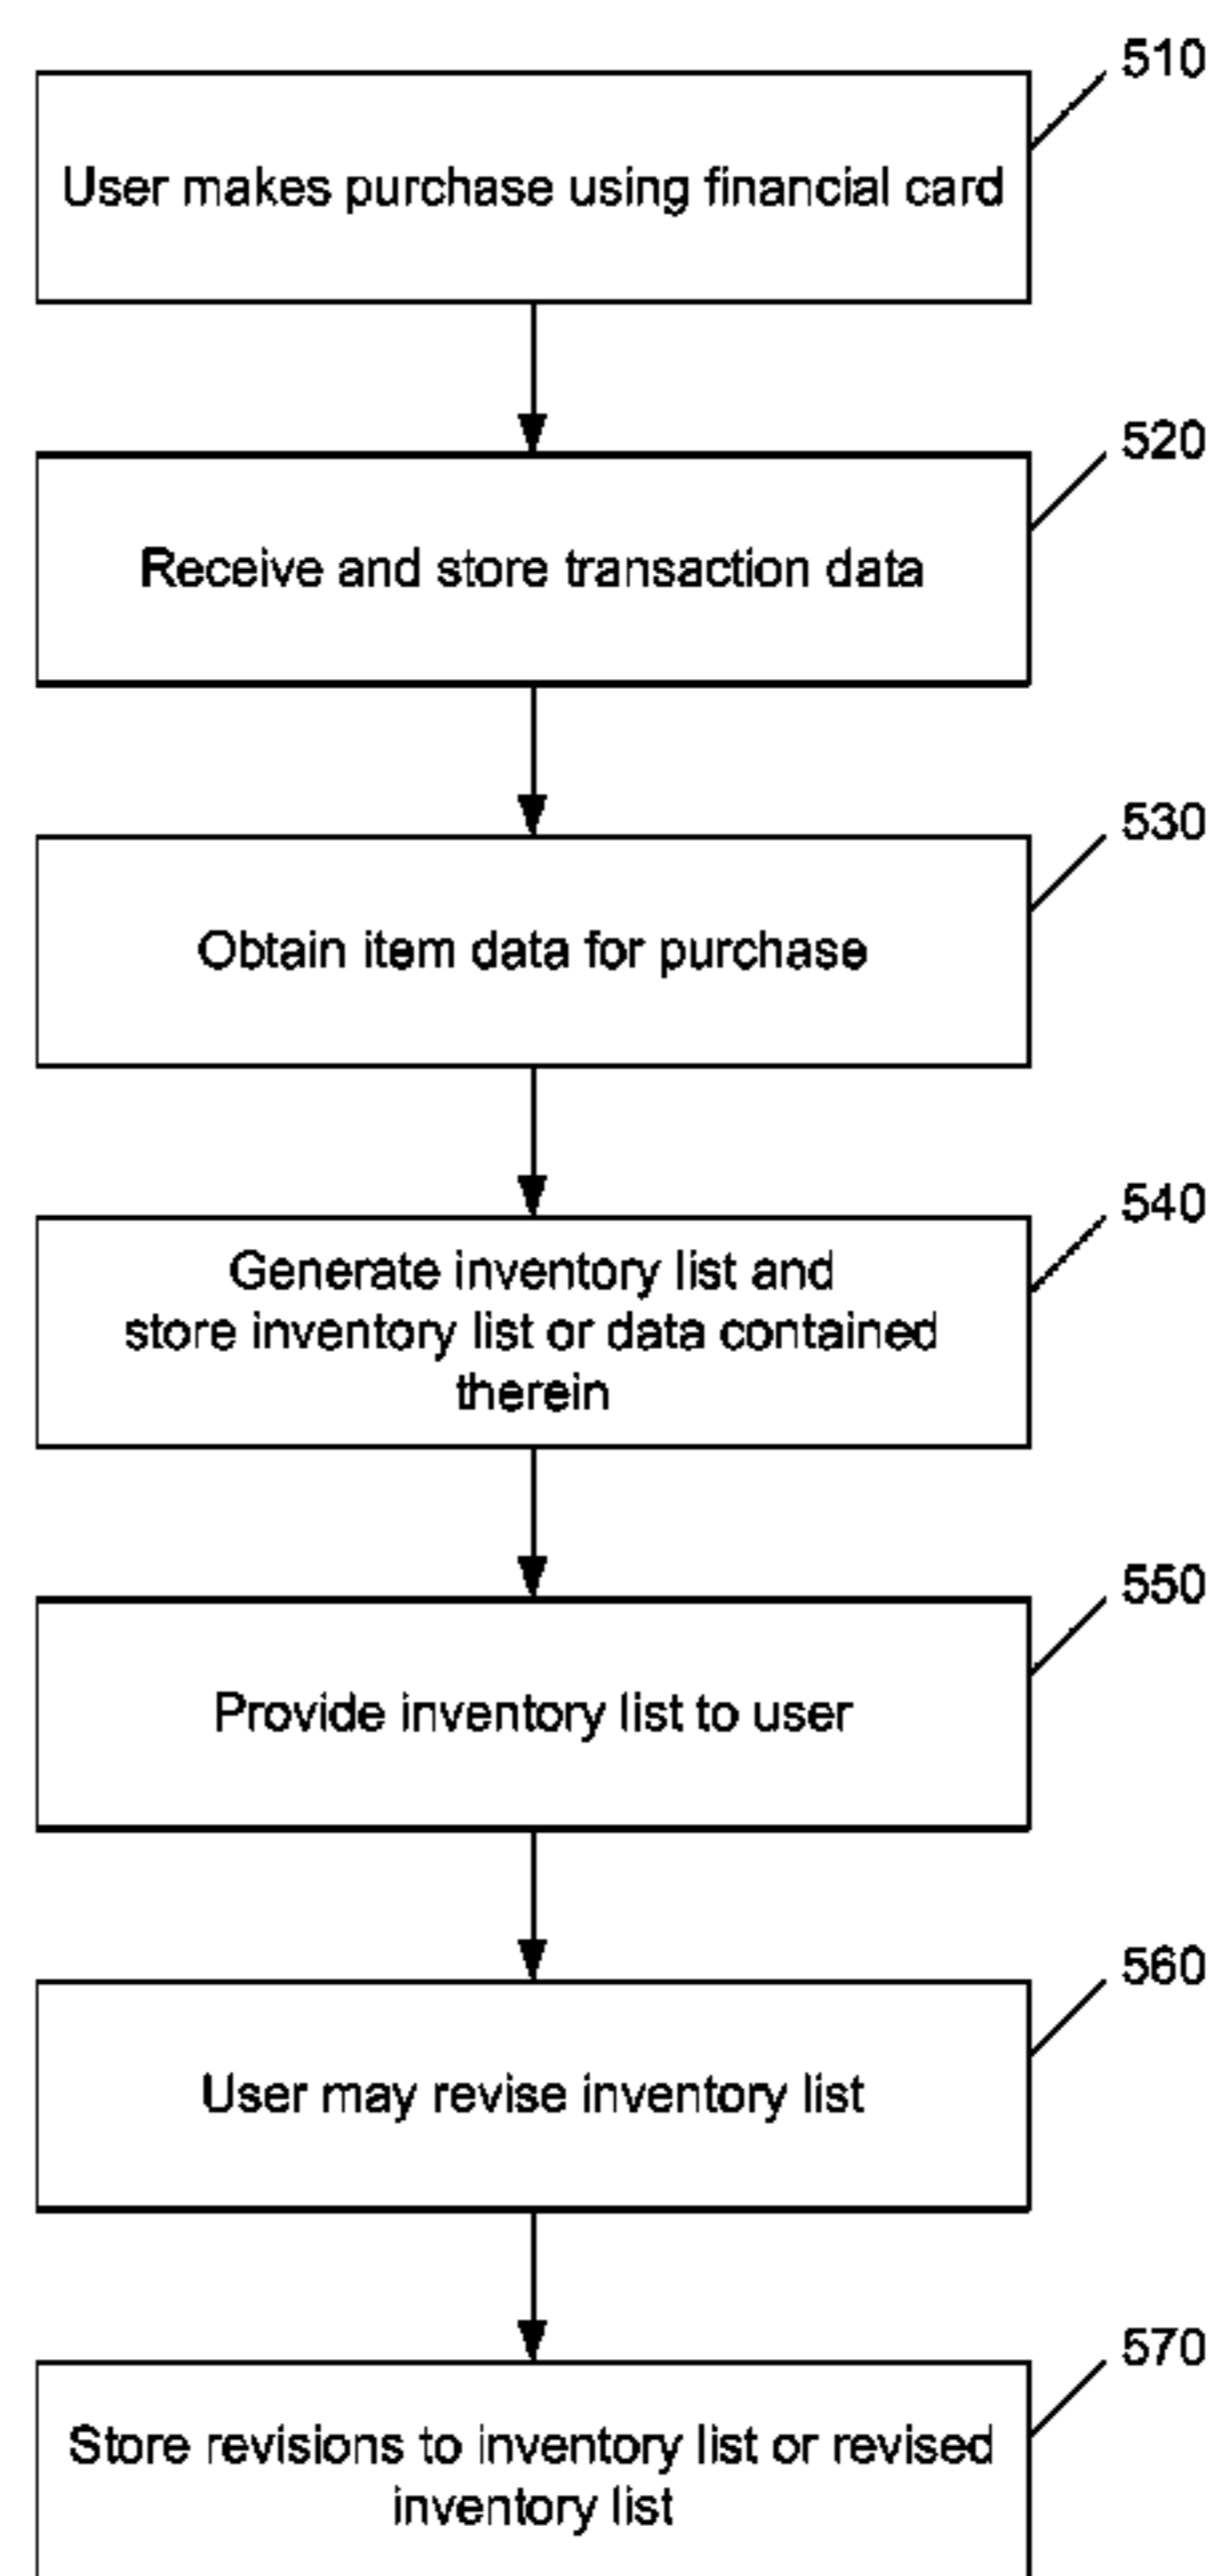 510
User makes purchase using financial card
520
Receive and store transaction data
530
Obtain item data for purchase
540
Generate inventory list and
store inventory list or data contained
therein
550
Provide inventory list to user
560
User may revise inventory list
570
Store revisions to inventory list or revised
inventory list